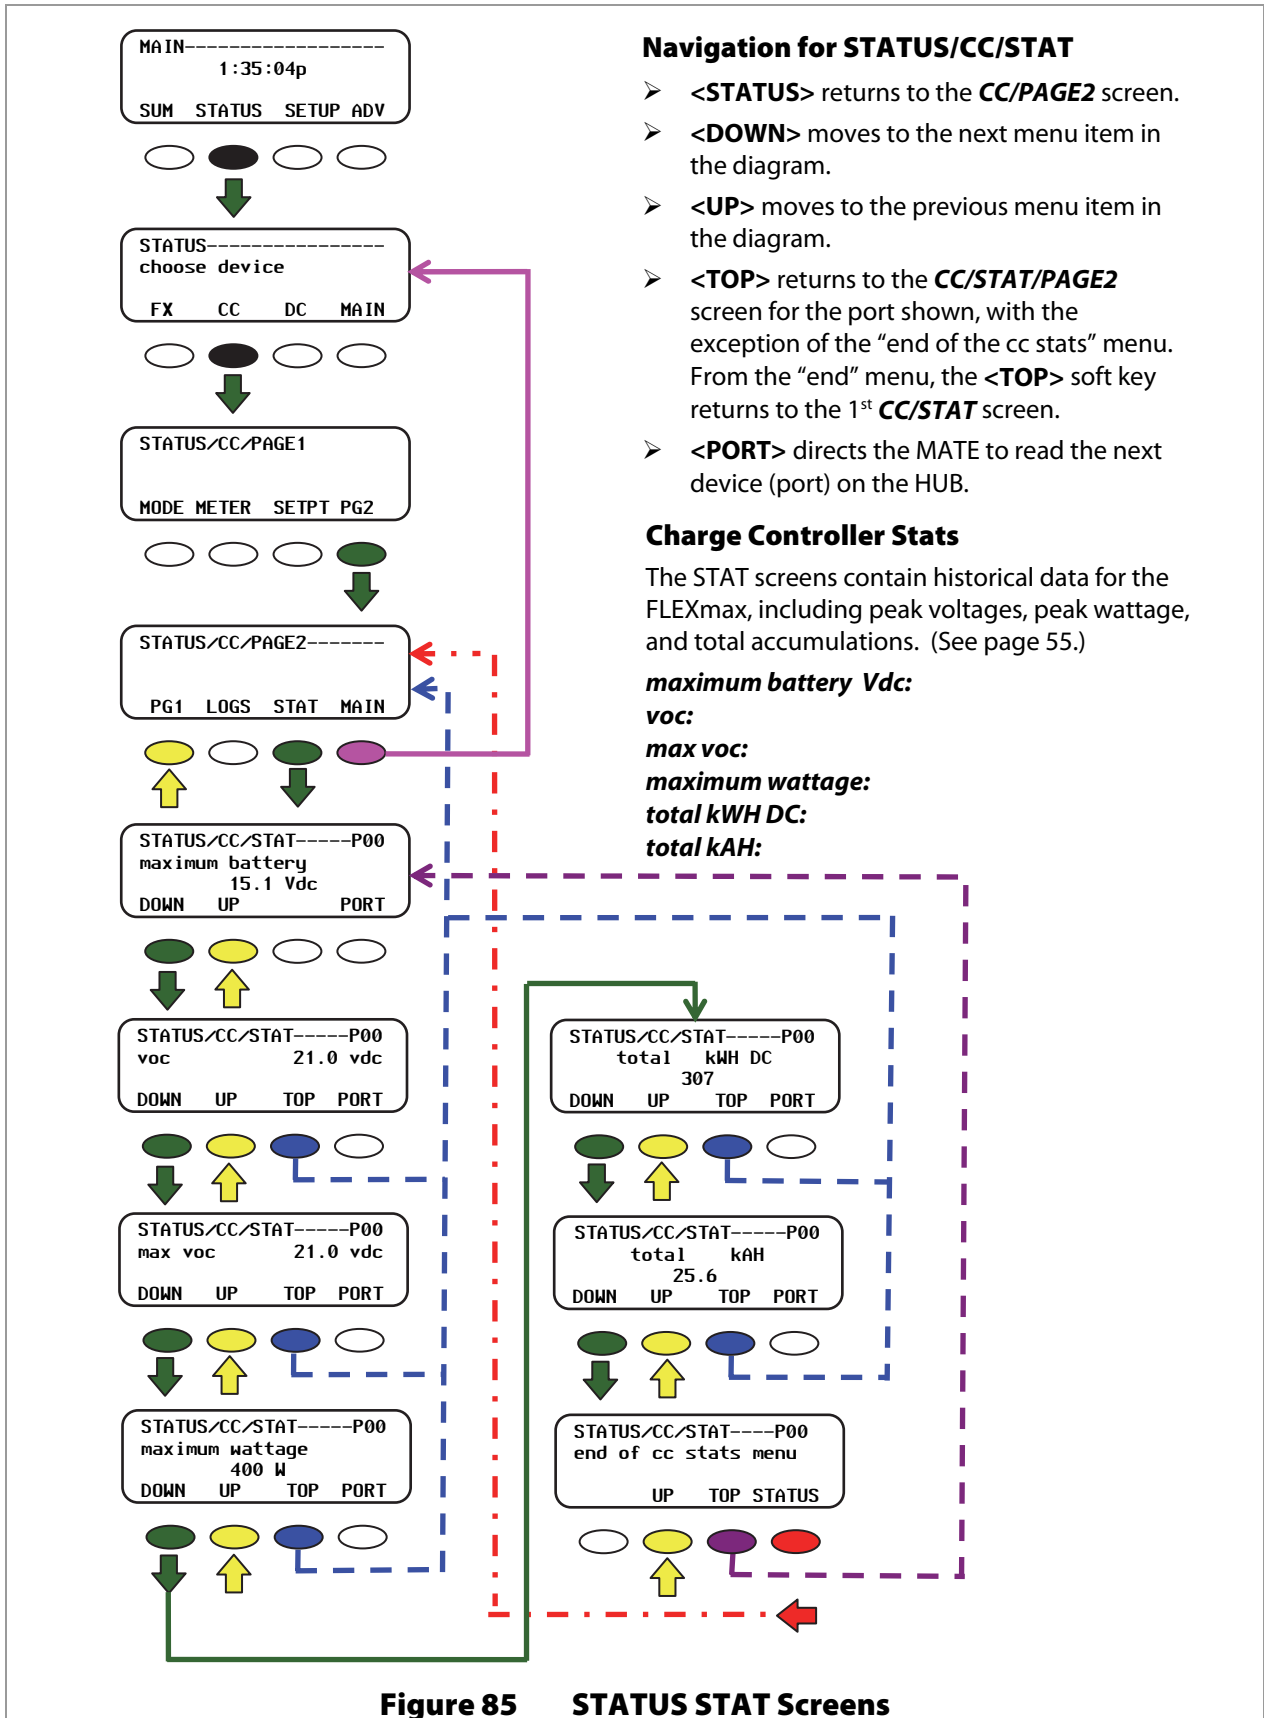 MAIN------------------
1:35:04p
SUM STATUS SETUP ADV
STATUS----------------
choose device
FX CC DC MAIN
STATUS/CC/PAGE1
MODE METER SETPT PG2
STATUS/CC/PAGE2-------
PG1 LOGS STAT MAIN
STATUS/CC/STAT-----P00
maximum battery
15.1 Vdc
DOWN UP PORT
STATUS/CC/STAT-----P00
voc 21.0 vdc
DOWN UP TOP PORT
STATUS/CC/STAT-----P00
max voc 21.0 vdc
DOWN UP TOP PORT
STATUS/CC/STAT-----P00
maximum wattage
400 W
DOWN UP TOP PORT
Navigation for STATUS/CC/STAT
➢ <STATUS> returns to the CC/PAGE2 screen.
➢ <DOWN> moves to the next menu item in
the diagram.
➢ <UP> moves to the previous menu item in
the diagram.
➢ <TOP> returns to the CC/STAT/PAGE2
screen for the port shown, with the
exception of the “end of the cc stats” menu.
From the “end” menu, the <TOP> soft key
returns to the 1st CC/STAT screen.
➢ <PORT> directs the MATE to read the next
device (port) on the HUB.
Charge Controller Stats
The STAT screens contain historical data for the
FLEXmax, including peak voltages, peak wattage,
and total accumulations. (See page 55.)
maximum battery Vdc:
voc:
max voc:
maximum wattage:
total kWH DC:
total kAH:
STATUS/CC/STAT-----P00
total kWH DC
307
DOWN UP TOP PORT
STATUS/CC/STAT-----P00
total kAH
25.6
DOWN UP TOP PORT
STATUS/CC/STAT----P00
end of cc stats menu
UP TOP STATUS
Figure 85 STATUS STAT Screens